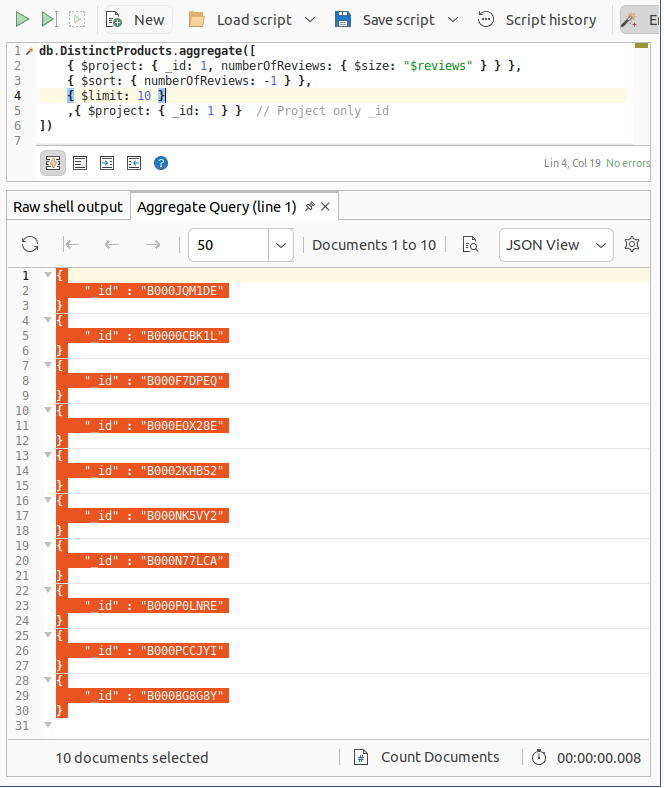 New Load script Save script Script history E
1 db.DistinctProducts.aggregate([
2 { $project: { _id: 1, numberOfReviews: { $size: "$reviews" } } },
3 { $sort: { numberOfReviews: -1 } },
4 { $limit: 10 }
5 ,{ $project: { _id: 1 } } // Project only _id
6 ])
7
Lin 4, Col 19 No errors
Raw shell output Aggregate Query (line 1)
50 Documents 1 to 10 JSON View
1 {
2 "_id" : "B000JQM1DE"
3 }
4 {
5 "_id" : "B0000CBK1L"
6 }
7 {
8 "_id" : "B000F7DPEQ"
9 }
10 {
11 "_id" : "B000EOX28E"
12 }
13 {
14 "_id" : "B0002KHBS2"
15 }
16 {
17 "_id" : "B000NK5VY2"
18 }
19 {
20 "_id" : "B000N77LCA"
21 }
22 {
23 "_id" : "B000P0LNRE"
24 }
25 {
26 "_id" : "B000PCCJYI"
27 }
28 {
29 "_id" : "B0008G8G8Y"
30 }
31
10 documents selected # Count Documents 00:00:00.008